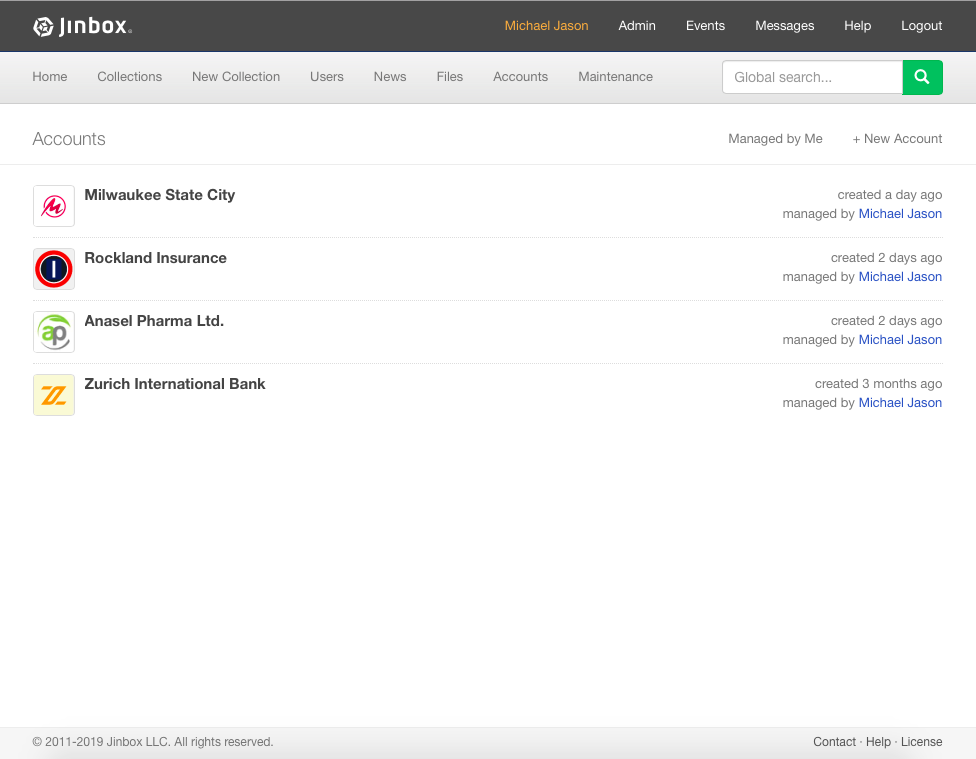 Jinbox
Michael Jason Admin Events Messages Help Logout
Home Collections New Collection Users News Files Accounts Maintenance Global search...
Accounts Managed by Me + New Account
Milwaukee State City created a day ago
managed by Michael Jason
Rockland Insurance created 2 days ago
managed by Michael Jason
ap Anasel Pharma Ltd. created 2 days ago
managed by Michael Jason
Zurich International Bank created 3 months ago
managed by Michael Jason
© 2011-2019 Jinbox LLC. All rights reserved. Contact · Help · License